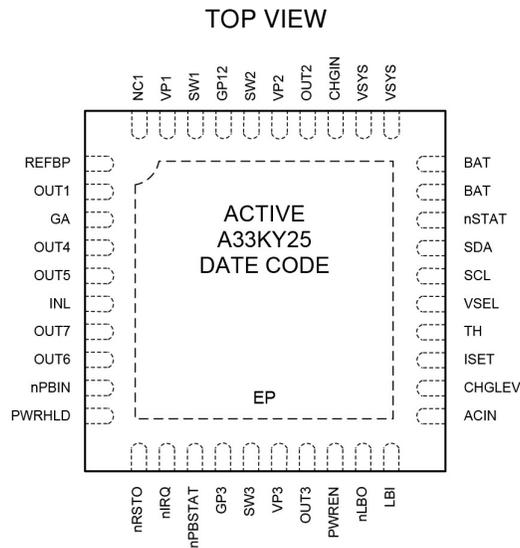 TOP VIEW
NC1 VP1 SW1 GP12 SW2 VP2 OUT2 CHGIN VSYS VSYS
REFBP BAT
OUT1 BAT
GA nSTAT
OUT4 SDA
OUT5 SCL
INL VSEL
OUT7 TH
OUT6 ISET
nPBIN CHGLEV
PWRHLD ACIN
ACTIVE
A33KY25
DATE CODE
EP
nRSTO nIRQ nPBSTAT GP3 SW3 VP3 OUT3 PWREN nLBO LBI